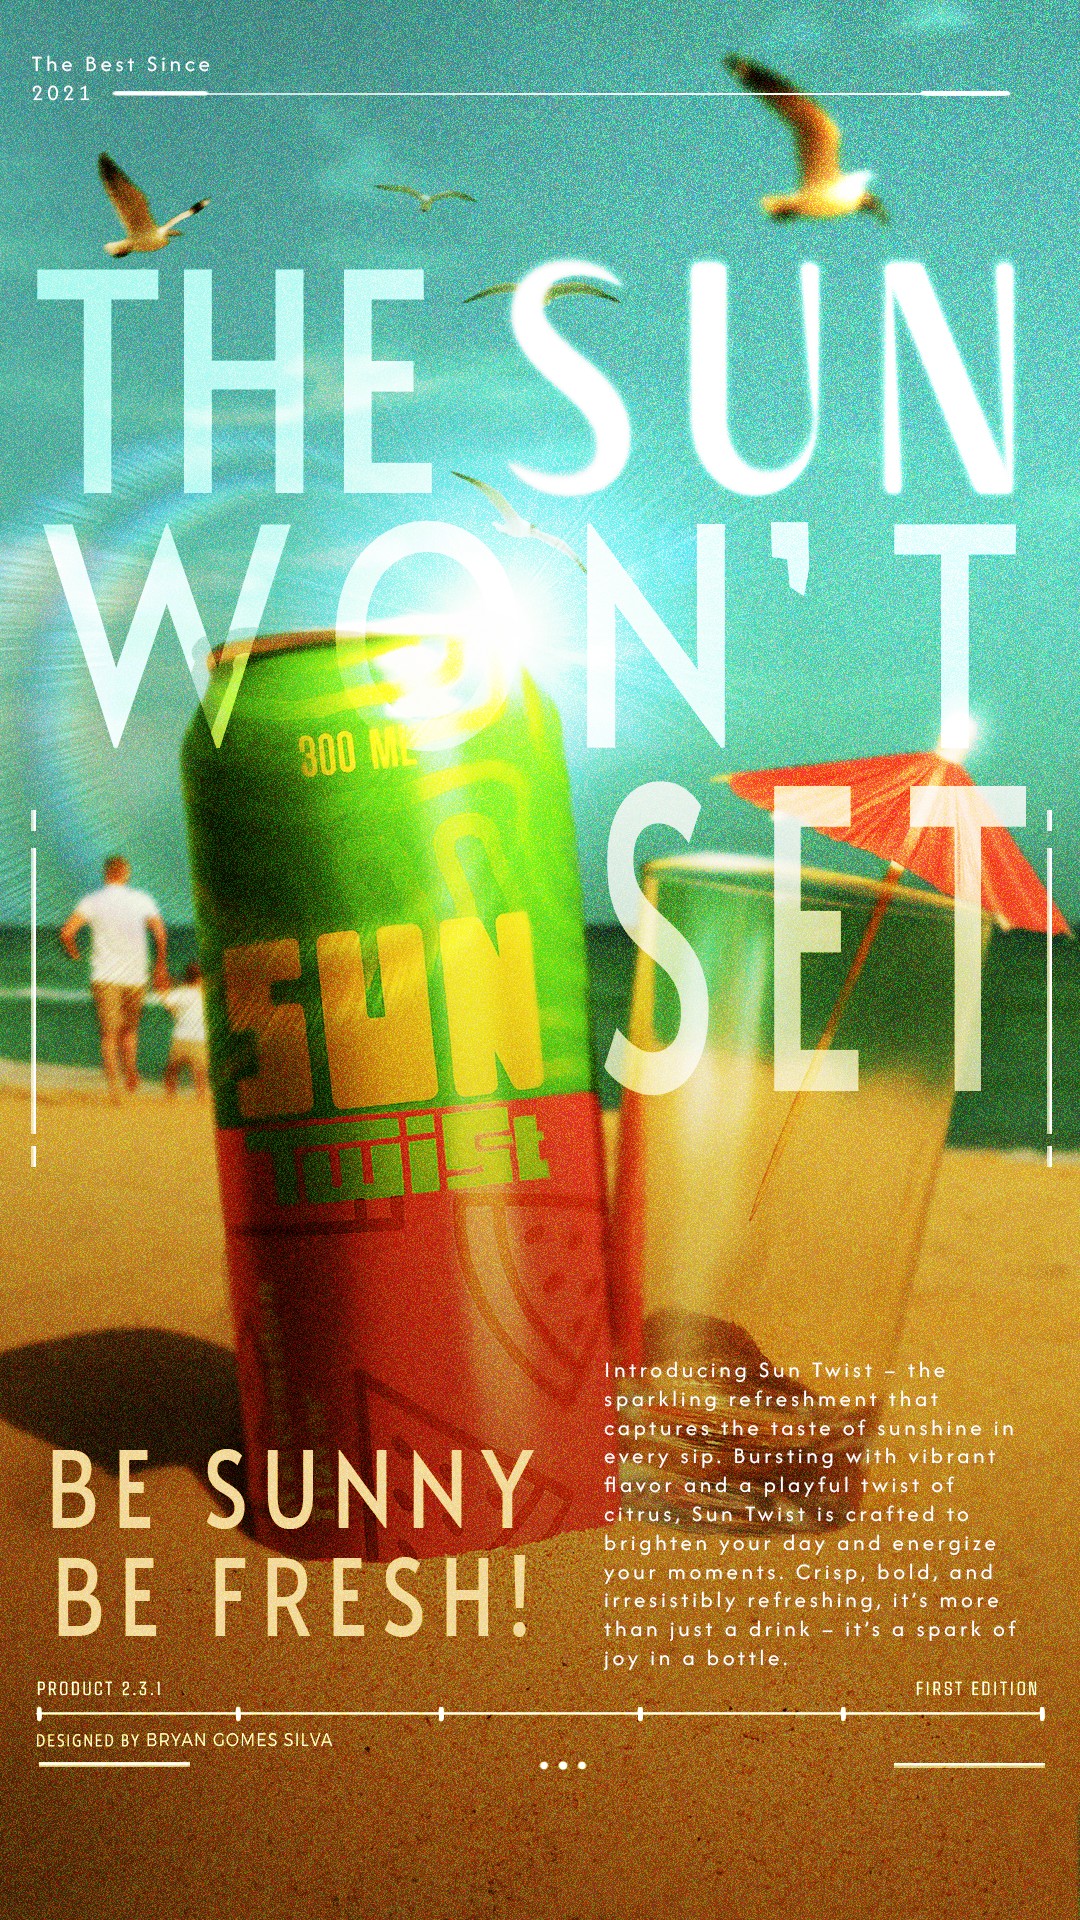 The Best Since
2021
THE SUN
WON'T
SET
300 ML
SUN
Twist
Introducing Sun Twist – the
sparkling refreshment that
captures the taste of sunshine in
every sip. Bursting with vibrant
flavor and a playful twist of
citrus, Sun Twist is crafted to
brighten your day and energize
your moments. Crisp, bold, and
irresistibly refreshing, it’s more
than just a drink – it’s a spark of
joy in a bottle.
BE SUNNY
BE FRESH!
PRODUCT 2.3.1
FIRST EDITION
DESIGNED BY BRYAN GOMES SILVA